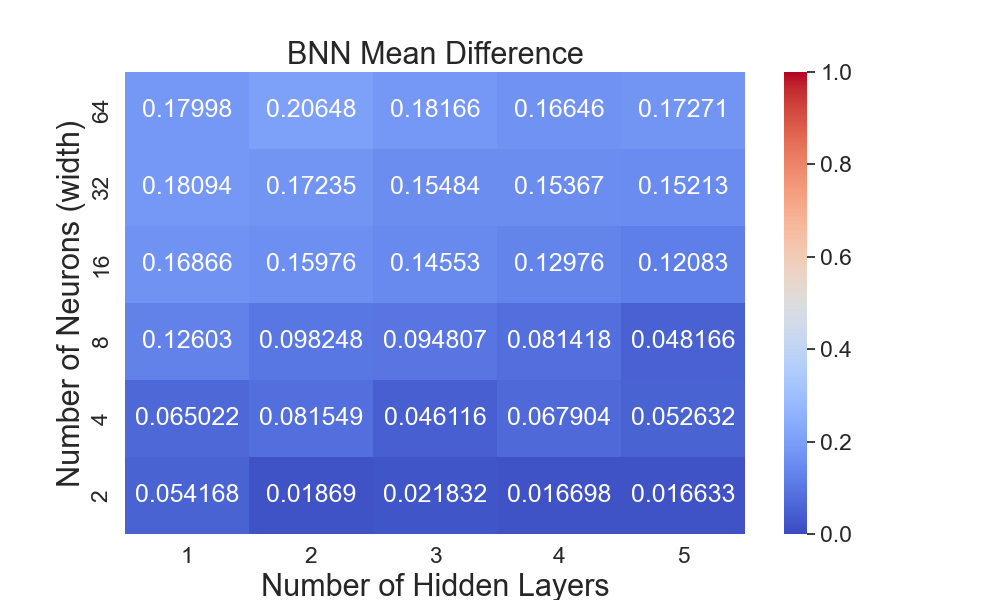 BNN Mean Difference
Number of Neurons (width)
64 0.17998 0.20648 0.18166 0.16646 0.17271
32 0.18094 0.17235 0.15484 0.15367 0.15213
16 0.16866 0.15976 0.14553 0.12976 0.12083
8 0.12603 0.098248 0.094807 0.081418 0.048166
4 0.065022 0.081549 0.046116 0.067904 0.052632
2 0.054168 0.01869 0.021832 0.016698 0.016633
1 2 3 4 5
Number of Hidden Layers
1.0
0.8
0.6
0.4
0.2
0.0